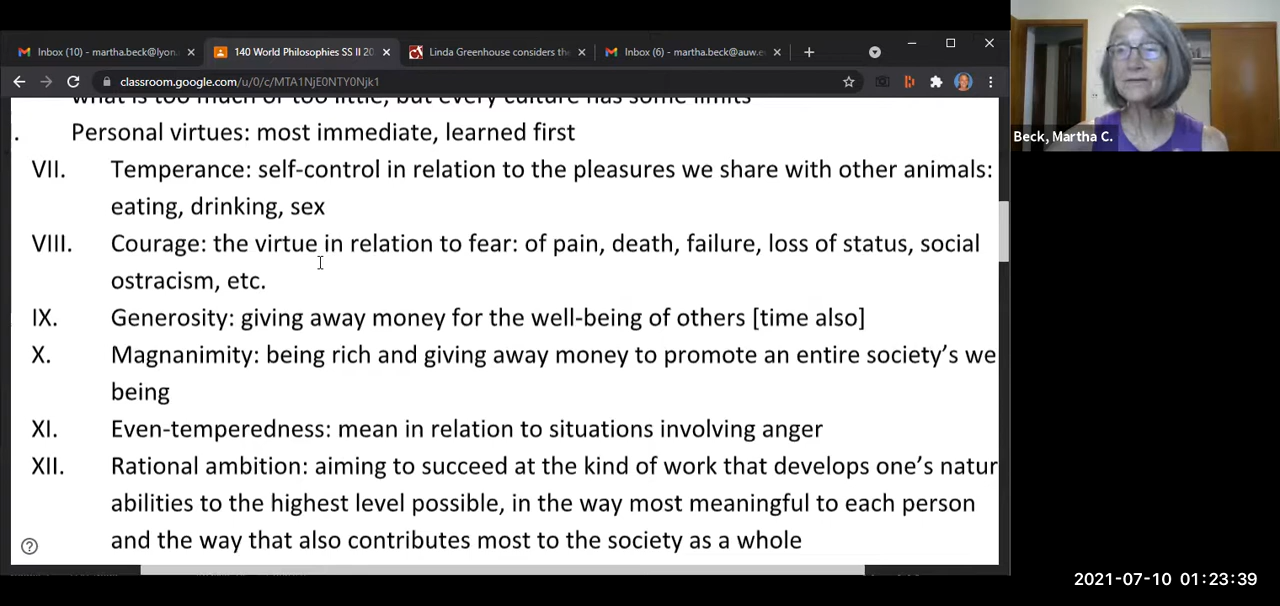 Inbox (10) - martha.beck@lyon.
140 World Philosophies SS II 20
Linda Greenhouse considers the
Inbox (6) - martha.beck@auw.e
classroom.google.com/u/0/c/MTA1NjE0NTY0Njk1
what is too much or too little, but every culture has some limits
. Personal virtues: most immediate, learned first
VII. Temperance: self-control in relation to the pleasures we share with other animals:
eating, drinking, sex
VIII. Courage: the virtue in relation to fear: of pain, death, failure, loss of status, social
ostracism, etc.
IX. Generosity: giving away money for the well-being of others [time also]
X. Magnanimity: being rich and giving away money to promote an entire society's we
being
XI. Even-temperedness: mean in relation to situations involving anger
XII. Rational ambition: aiming to succeed at the kind of work that develops one's natur
abilities to the highest level possible, in the way most meaningful to each person
and the way that also contributes most to the society as a whole
Beck, Martha C.
2021-07-10 01:23:39